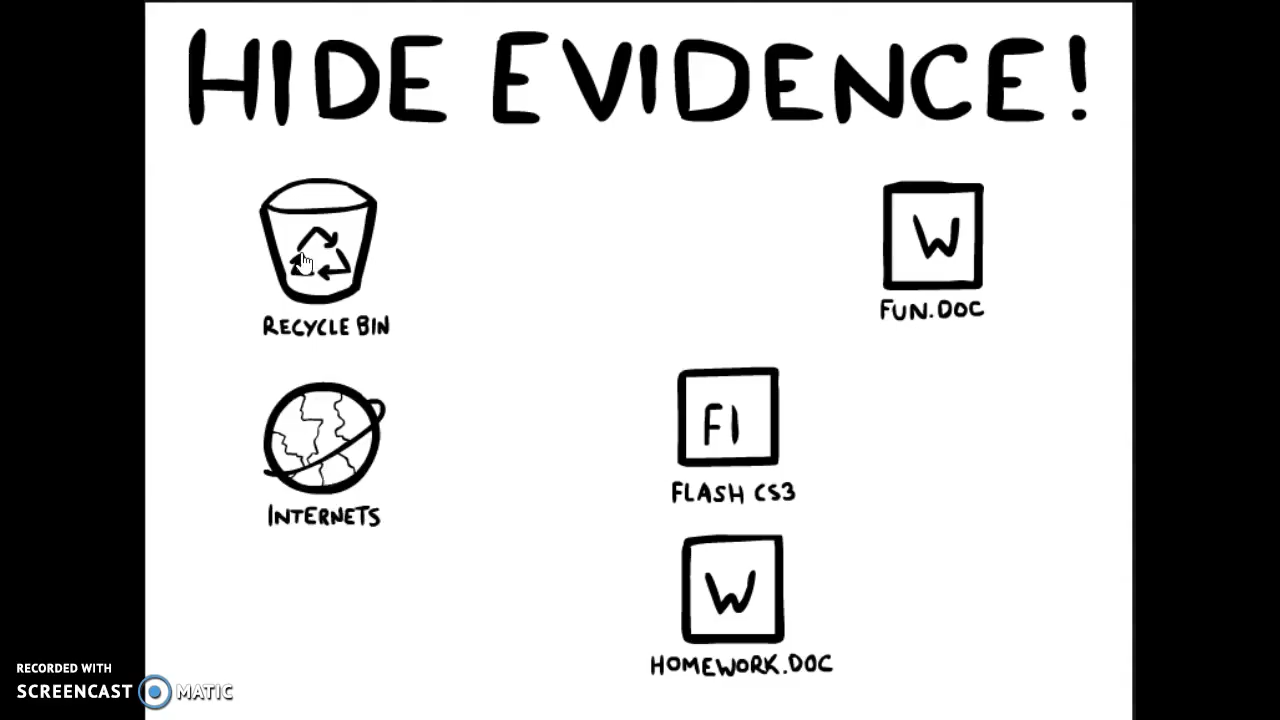 HIDE EVIDENCE!
RECYCLE BIN
W
FUN.DOC
INTERNETS
Fl
FLASH CS3
W
HOMEWORK.DOC
RECORDED WITH
SCREENCAST MATIC